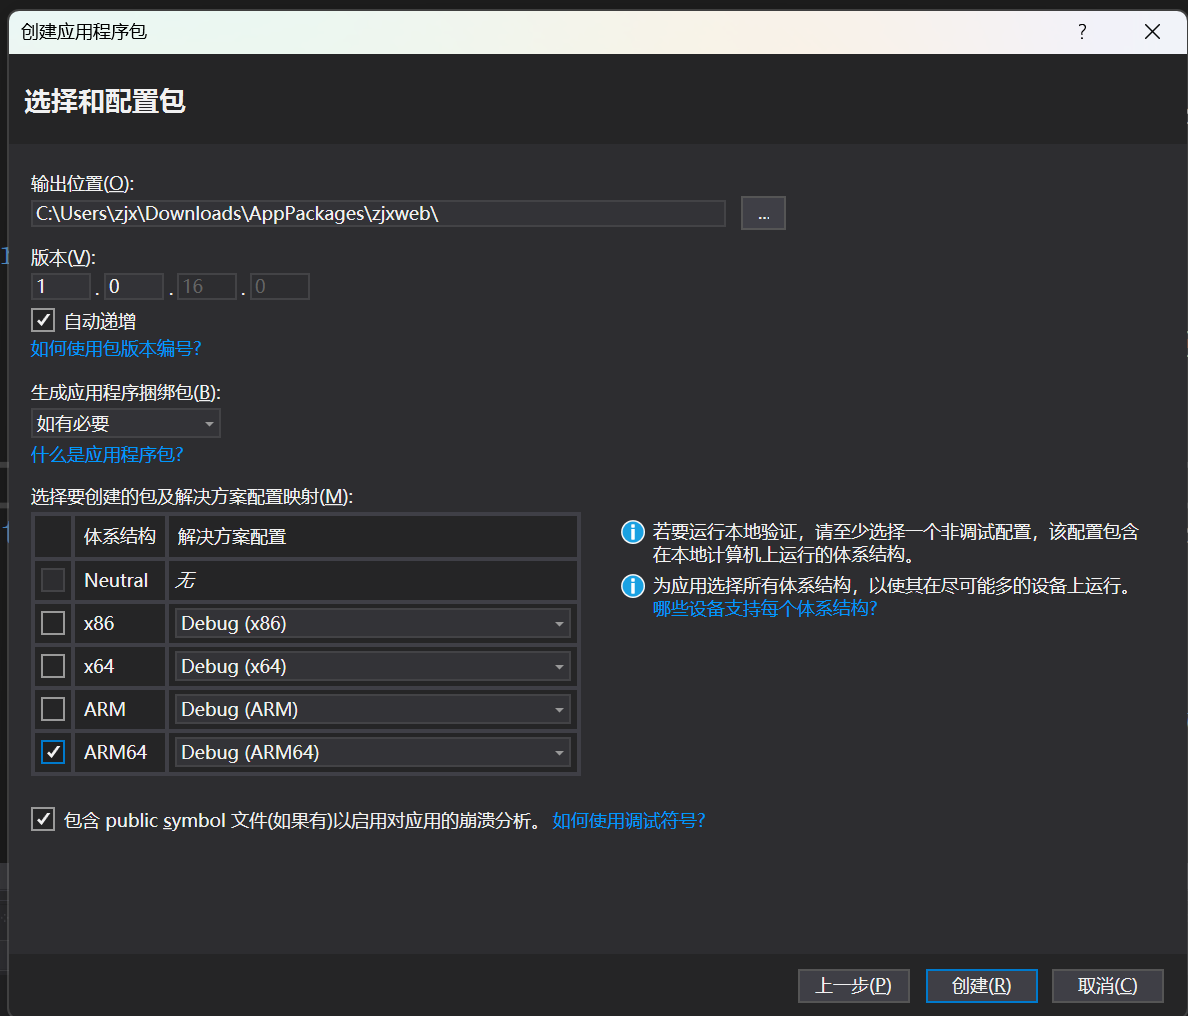 创建应用程序包
?
选择和配置包
输出位置(O):
C:\Users\zjx\Downloads\AppPackages\zjxweb\
...
版本(V):
1 . 0 . 16 . 0
自动递增
如何使用包版本编号?
生成应用程序捆绑包(B):
如有必要
什么是应用程序包?
选择要创建的包及解决方案配置映射(M):
体系结构 解决方案配置
Neutral 无
x86 Debug (x86)
x64 Debug (x64)
ARM Debug (ARM)
ARM64 Debug (ARM64)
若要运行本地验证，请至少选择一个非调试配置，该配置包含
在本地计算机上运行的体系结构。
为应用选择所有体系结构，以使其在尽可能多的设备上运行。
哪些设备支持每个体系结构?
包含 public symbol 文件(如果有)以启用对应用的崩溃分析。 如何使用调试符号?
上一步(P) 创建(R) 取消(C)